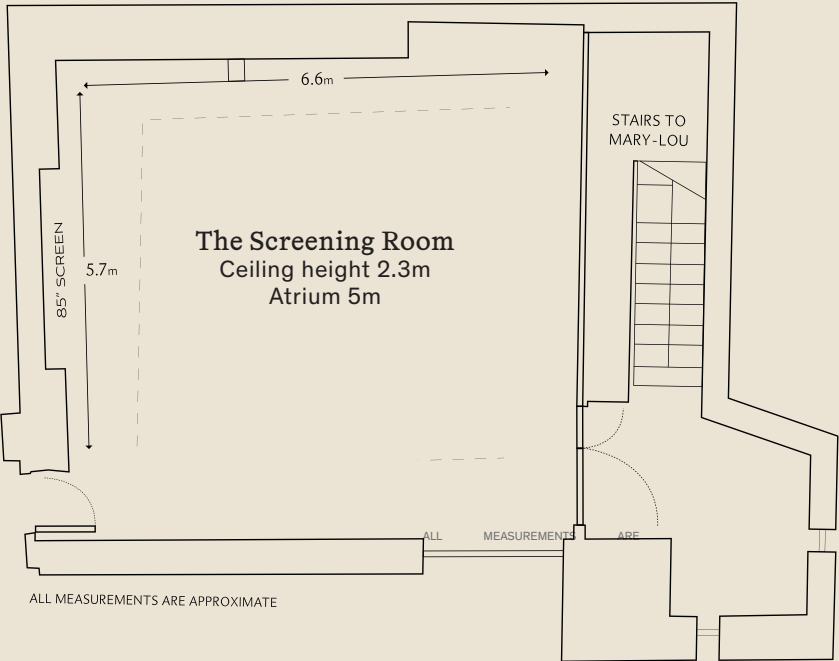 6.6m
STAIRS TO
MARY-LOU
The Screening Room
Ceiling height 2.3m
Atrium 5m
85" SCREEN
5.7m
ALL MEASUREMENTS ARE
ALL MEASUREMENTS ARE APPROXIMATE